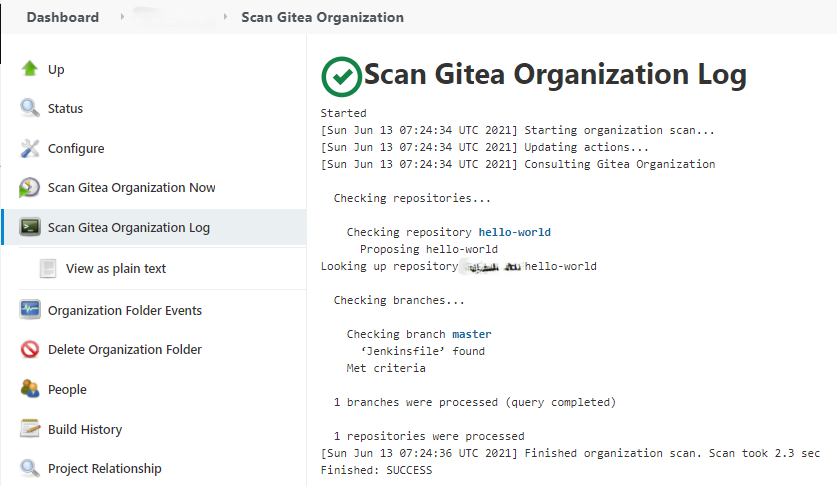 Dashboard
Scan Gitea Organization
Up
Status
Configure
Scan Gitea Organization Now
Scan Gitea Organization Log
View as plain text
Organization Folder Events
Delete Organization Folder
People
Build History
Project Relationship
Scan Gitea Organization Log
Started
[Sun Jun 13 07:24:34 UTC 2021] Starting organization scan...
[Sun Jun 13 07:24:34 UTC 2021] Updating actions...
[Sun Jun 13 07:24:34 UTC 2021] Consulting Gitea Organization
Checking repositories...
Checking repository hello-world
Proposing hello-world
Looking up repository hello-world
Checking branches...
Checking branch master
‘Jenkinsfile’ found
Met criteria
1 branches were processed (query completed)
1 repositories were processed
[Sun Jun 13 07:24:36 UTC 2021] Finished organization scan. Scan took 2.3 sec
Finished: SUCCESS